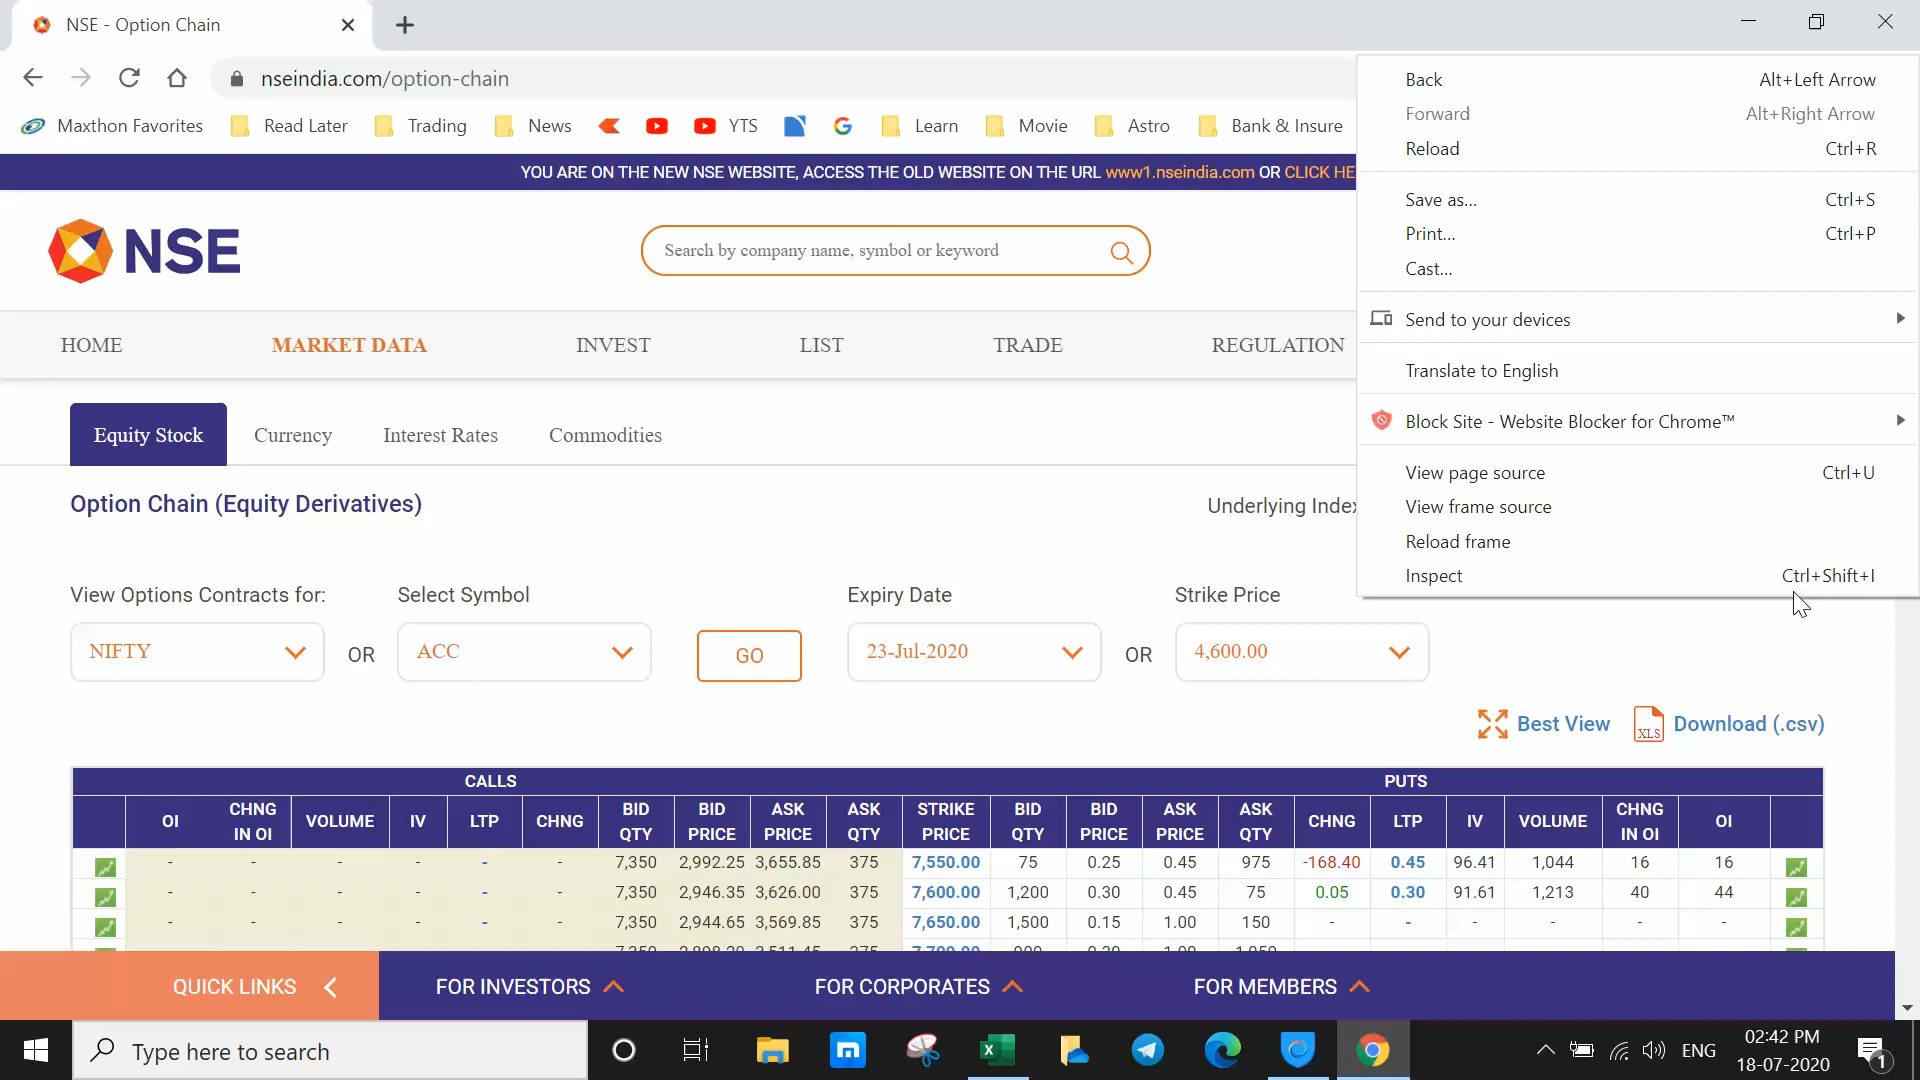 NSE - Option Chain
nseindia.com/option-chain
Maxthon Favorites Read Later Trading News YTS Learn Movie Astro Bank & Insure
YOU ARE ON THE NEW NSE WEBSITE, ACCESS THE OLD WEBSITE ON THE URL www1.nseindia.com OR CLICK HE
NSE
Search by company name, symbol or keyword
HOME MARKET DATA INVEST LIST TRADE REGULATION
Equity Stock Currency Interest Rates Commodities
Option Chain (Equity Derivatives)
Underlying Index
Back Alt+Left Arrow
Forward Alt+Right Arrow
Reload Ctrl+R
Save as... Ctrl+S
Print... Ctrl+P
Cast...
Send to your devices
Translate to English
Block Site - Website Blocker for Chrome™
View page source Ctrl+U
View frame source
Reload frame
Inspect Ctrl+Shift+I
View Options Contracts for: Select Symbol Expiry Date Strike Price
NIFTY OR ACC GO 23-Jul-2020 OR 4,600.00
Best View XLS Download (.csv)
CALLS PUTS
OI CHNG IN OI VOLUME IV LTP CHNG BID QTY BID PRICE ASK PRICE ASK QTY STRIKE PRICE BID QTY BID PRICE ASK PRICE ASK QTY CHNG LTP IV VOLUME CHNG IN OI OI
- - - - - - 7,350 2,992.25 3,655.85 375 7,550.00 75 0.25 0.45 975 -168.40 0.45 96.41 1,044 16 16
- - - - - - 7,350 2,946.35 3,626.00 375 7,600.00 1,200 0.30 0.45 75 0.05 0.30 91.61 1,213 40 44
- - - - - - 7,350 2,944.65 3,569.85 375 7,650.00 1,500 0.15 1.00 150 - - - - - -
QUICK LINKS FOR INVESTORS FOR CORPORATES FOR MEMBERS
Type here to search
ENG
02:42 PM
18-07-2020
1